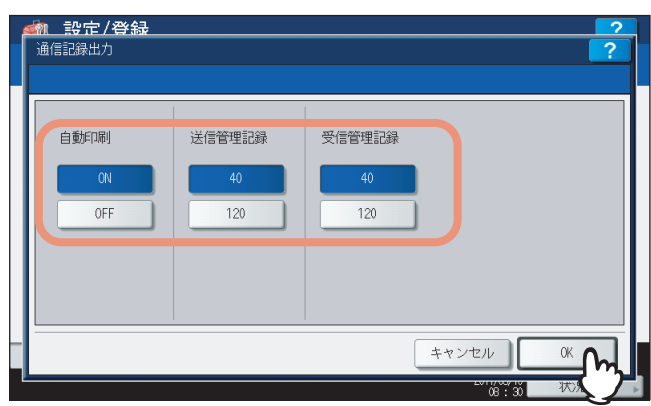 設定/登録
?
通信記録出力
?
自動印刷
送信管理記録
受信管理記録
ON
40
40
OFF
120
120
キャンセル
OK
08:30